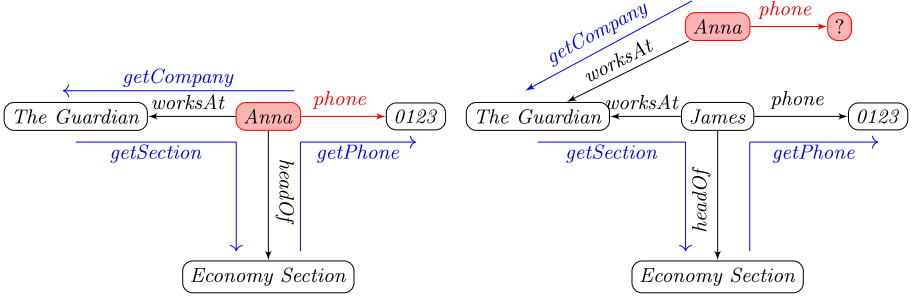 getCompany
worksAt
phone
The Guardian
Anna
0123
getSection
headOf
getPhone
Economy Section
Anna
phone
?
getCompany
worksAt
worksAt
phone
The Guardian
James
0123
getSection
headOf
getPhone
Economy Section